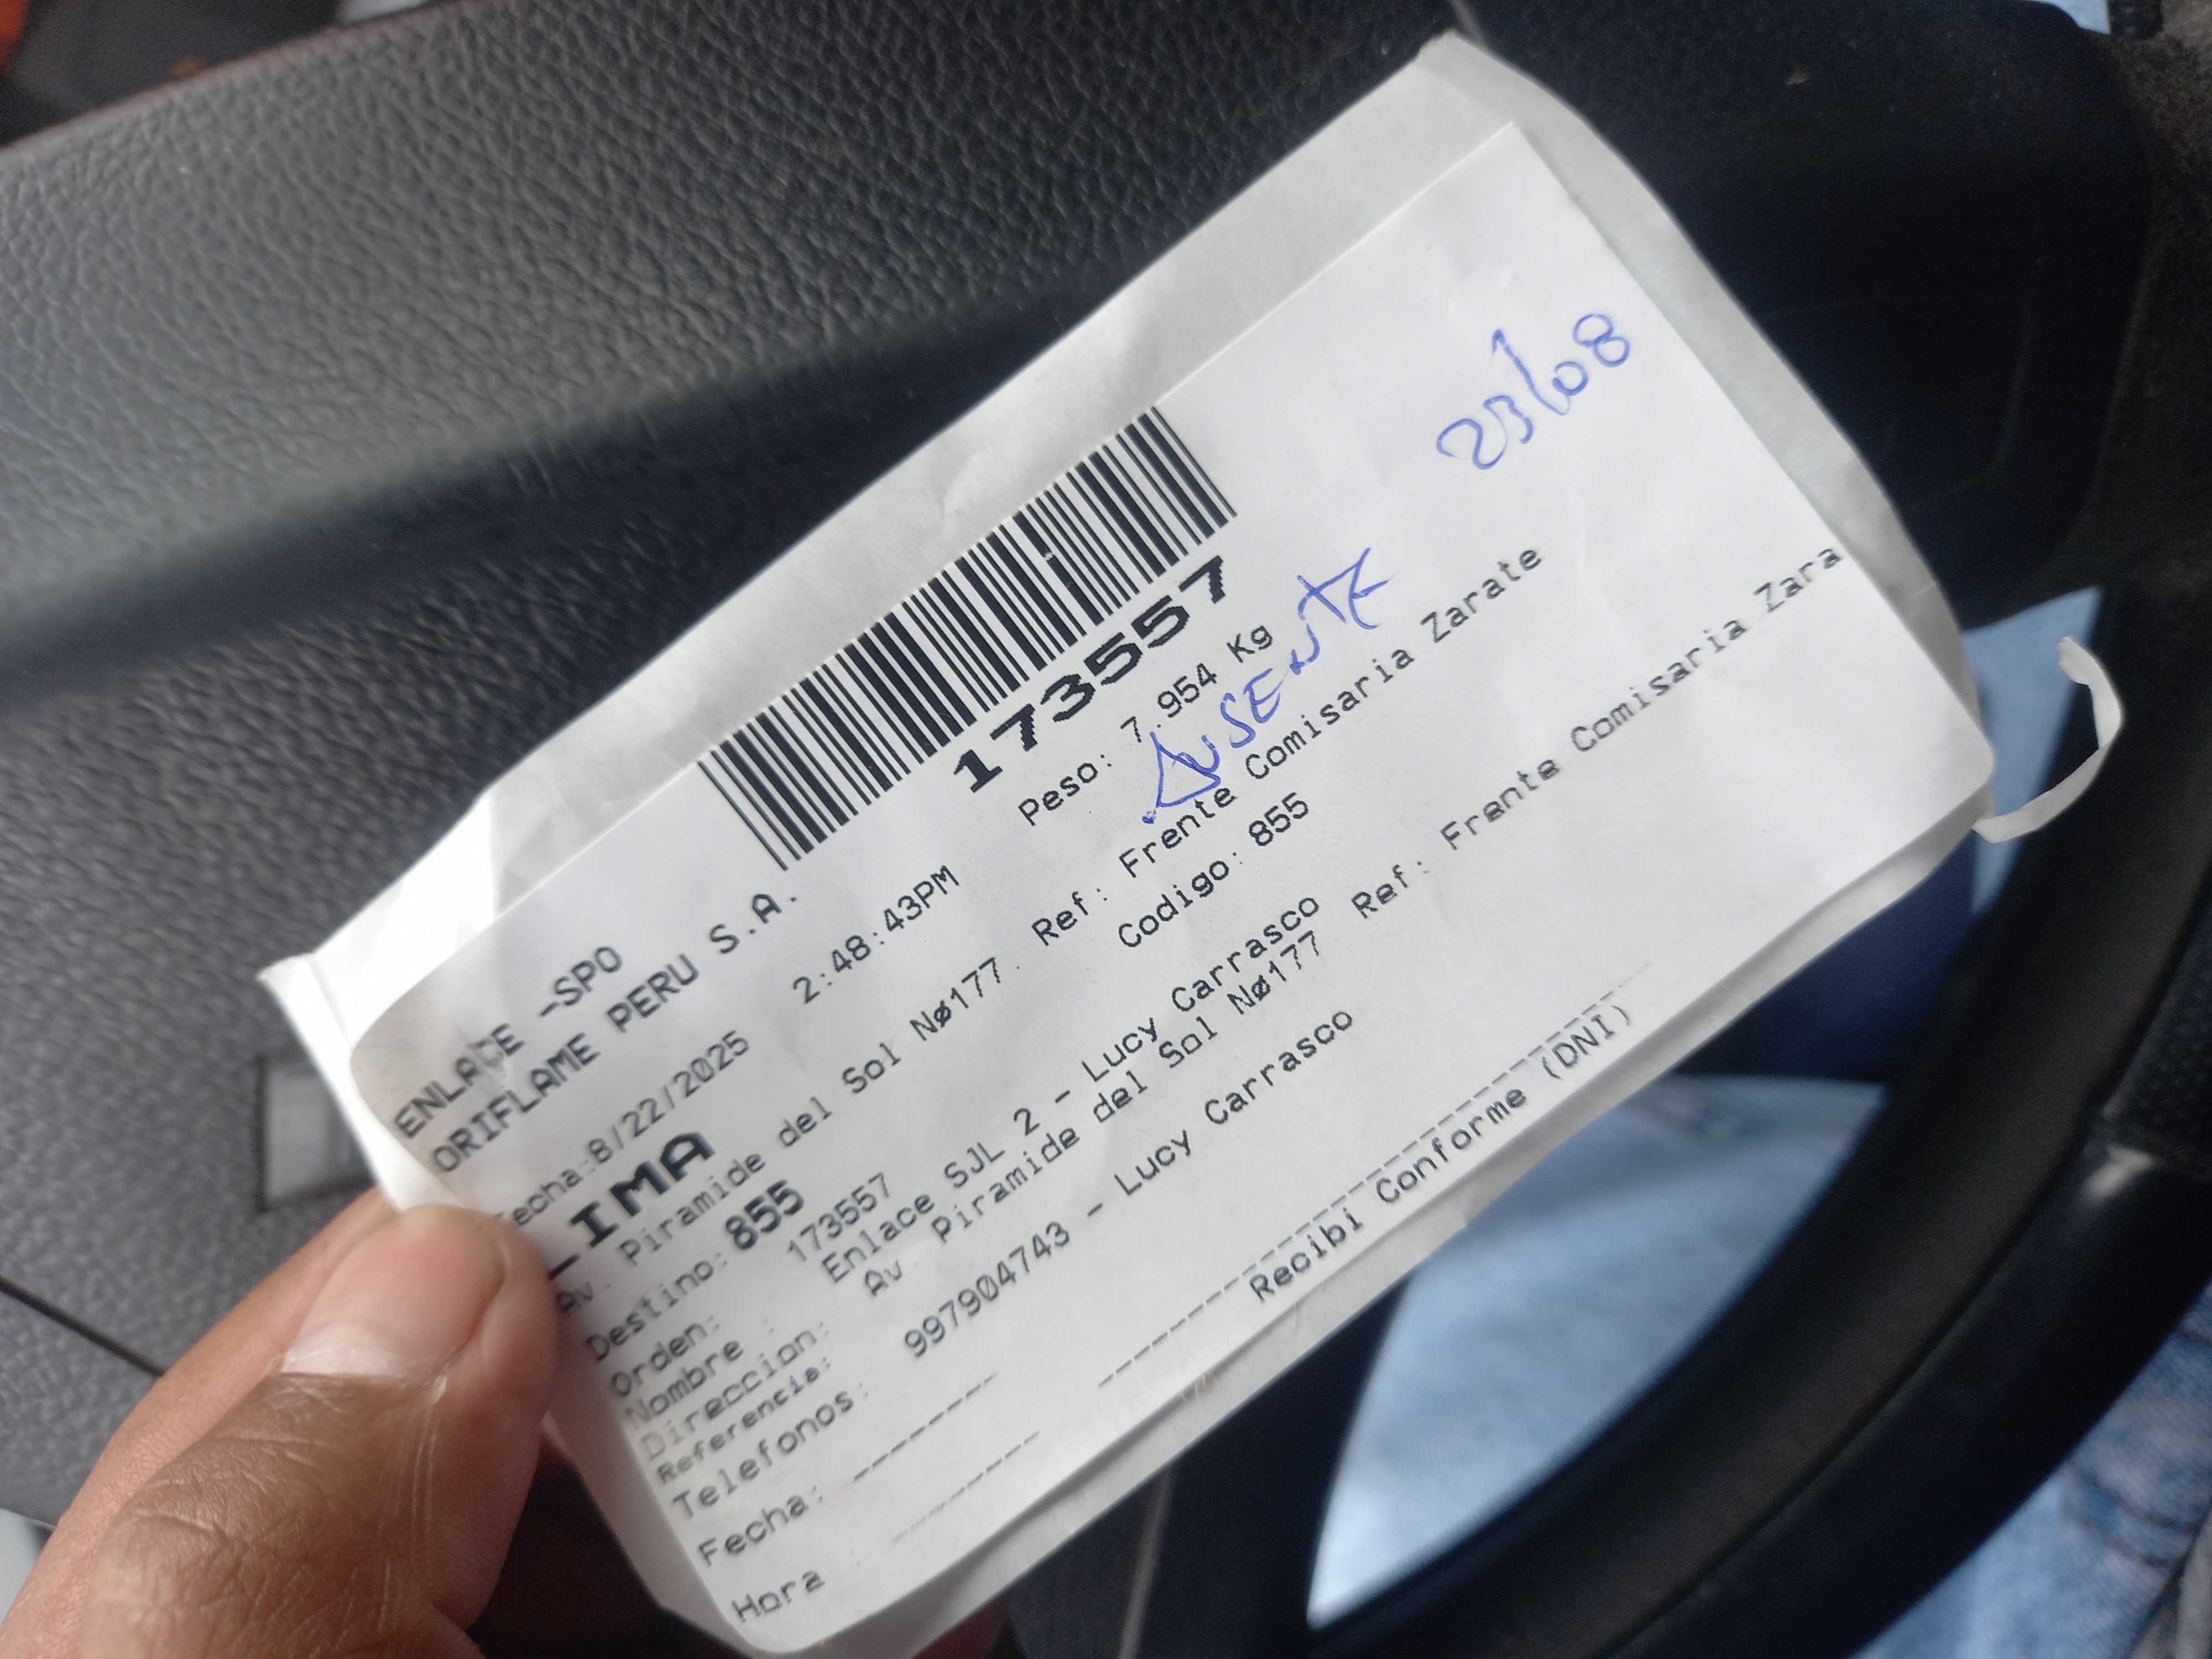 23/08
173557
Peso: 7.954 Kg
AUSENTE
ENLACE -SPO
ORIFLAME PERU S.A.
Fecha:8/22/2025 2:48:43PM
LIMA
Av. Piramide del Sol Nø177. Ref: Frente Comisaria Zarate
Destino: 855 Codigo: 855
Orden: 173557
Nombre : Enlace SJL 2 - Lucy Carrasco
Direccion: Av. Piramide del Sol Nø177 Ref: Frente Comisaria Zara
Referencia:
Telefonos: 997904743 - Lucy Carrasco
Fecha:
Recibi Conforme (DNI)
Hora